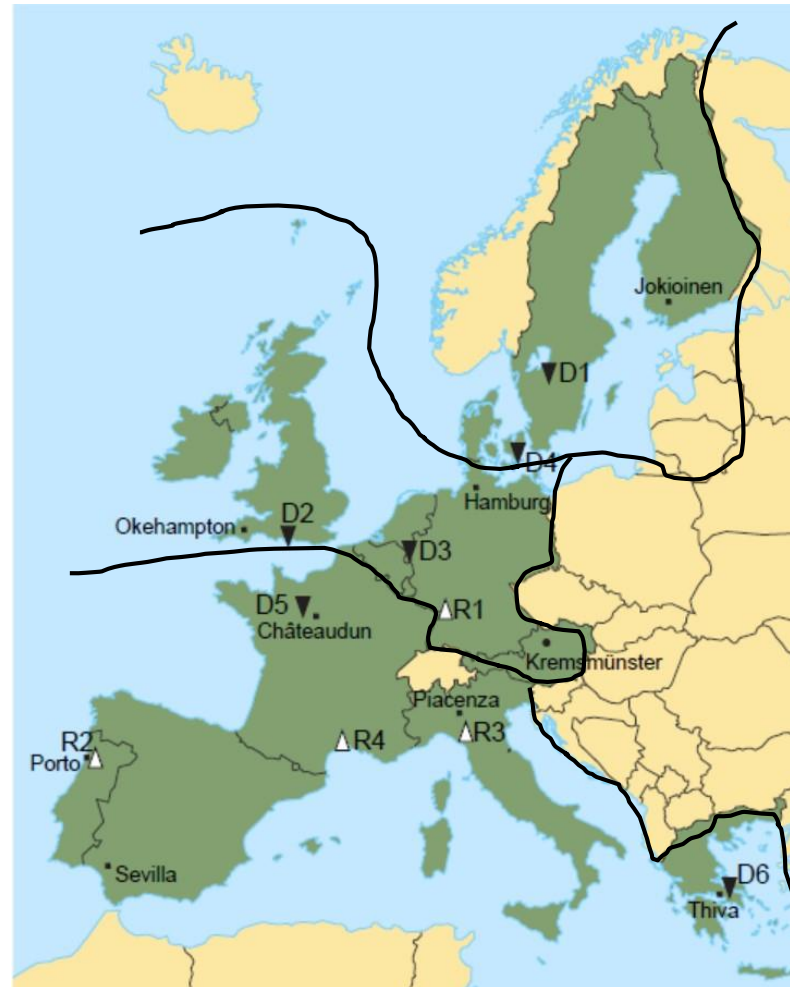 Jokioinen
D1
D4
Hamburg
D2
Okehampton
D3
D5
Châteaudun
R1
Kremsmünster
Piacenza
R2
Porto
R4
R3
Sevilla
D6
Thiva